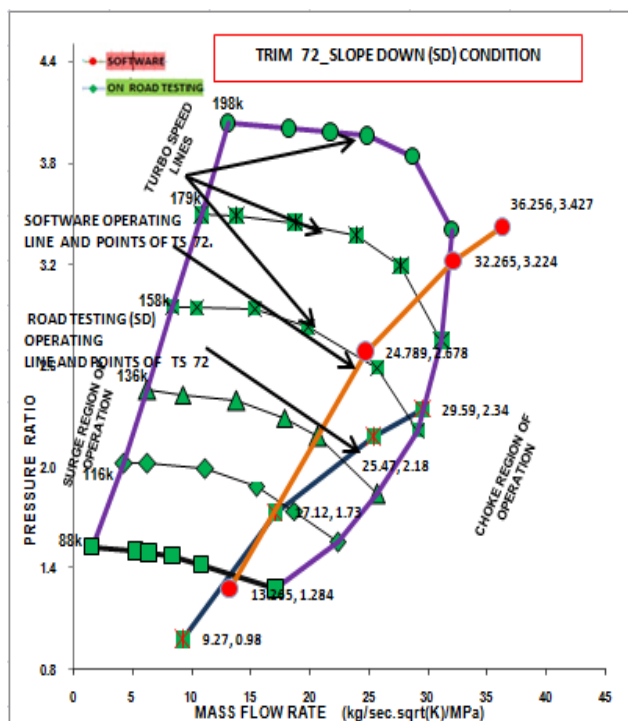 TRIM 72_SLOPE DOWN (SD) CONDITION
SOFTWARE
ON ROAD TESTING
4.4
3.8
3.2
2.0
1.4
0.8
PRESSURE RATIO
198k
179k
158k
136k
116k
88k
TURBO SPEED
LINES
SOFTWARE OPERATING
LINE AND POINTS OF TS 72.
ROAD TESTING (SD)
OPERATING
LINE AND POINTS OF TS 72
SURGE REGION OF
OPERATION
CHOKE REGION OF
OPERATION
36.256, 3.427
32.265, 3.224
24.789, 2.678
29.59, 2.34
25.47, 2.18
17.12, 1.73
13.265, 1.284
9.27, 0.98
0 5 10 15 20 25 30 35 40 45
MASS FLOW RATE (kg/sec.sqrt(K)/MPa)